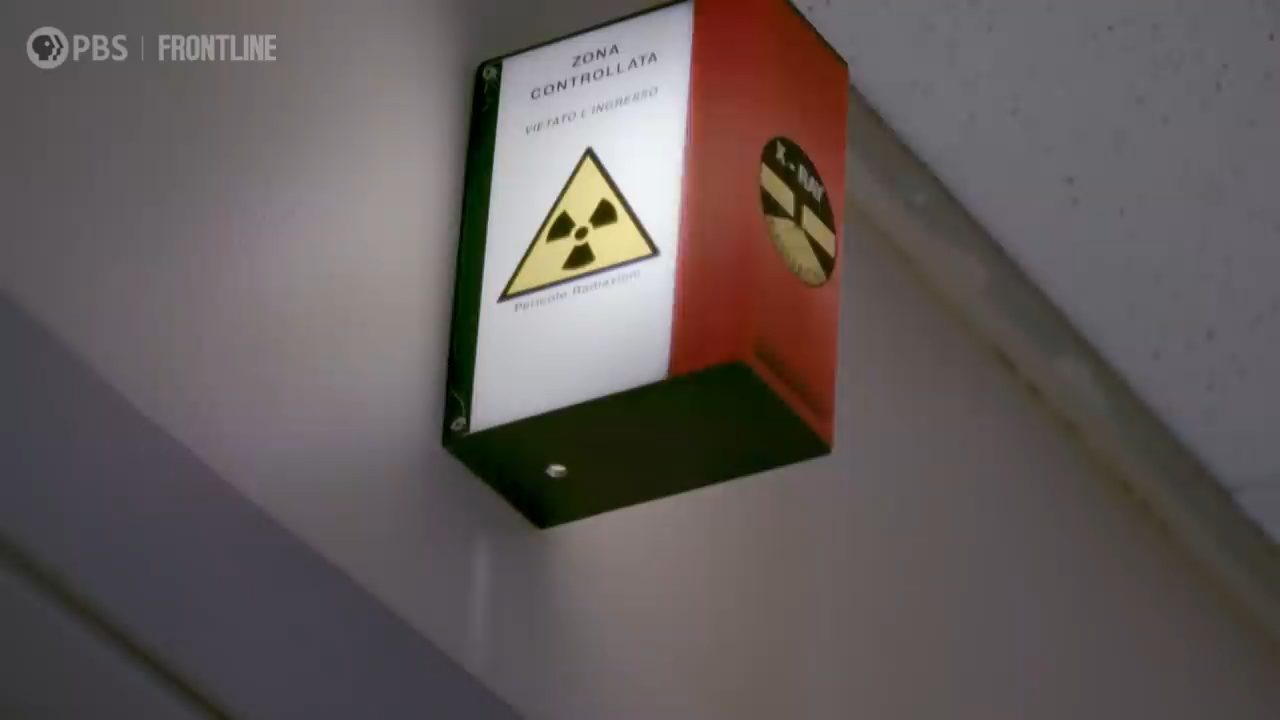 PBS | FRONTLINE
ZONA
CONTROLLATA
VIETATO L'INGRESSO
Pericolo Radiazioni
X-RAY